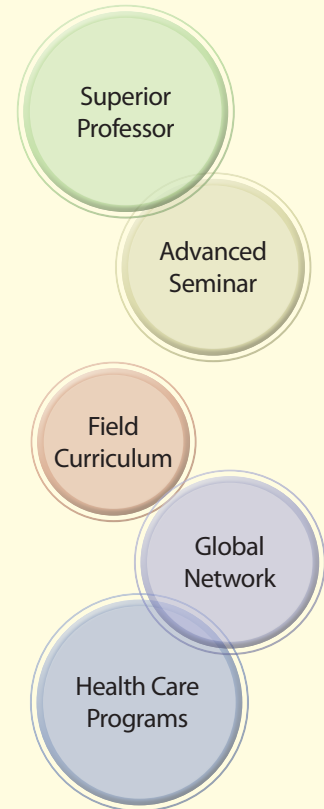 Superior
Professor
Advanced
Seminar
Field
Curriculum
Global
Network
Health Care
Programs